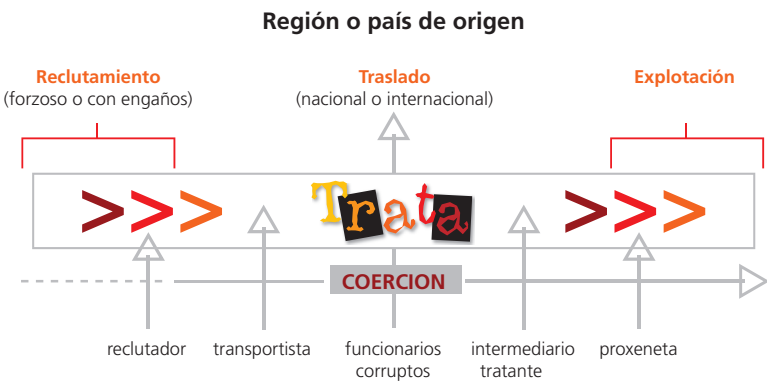 Región o país de origen
Reclutamiento
(forzoso o con engaños)
Traslado
(nacional o internacional)
Explotación
>>>
Trata
>>>
COERCION
reclutador
transportista
funcionarios
corruptos
intermediario
tratante
proxeneta